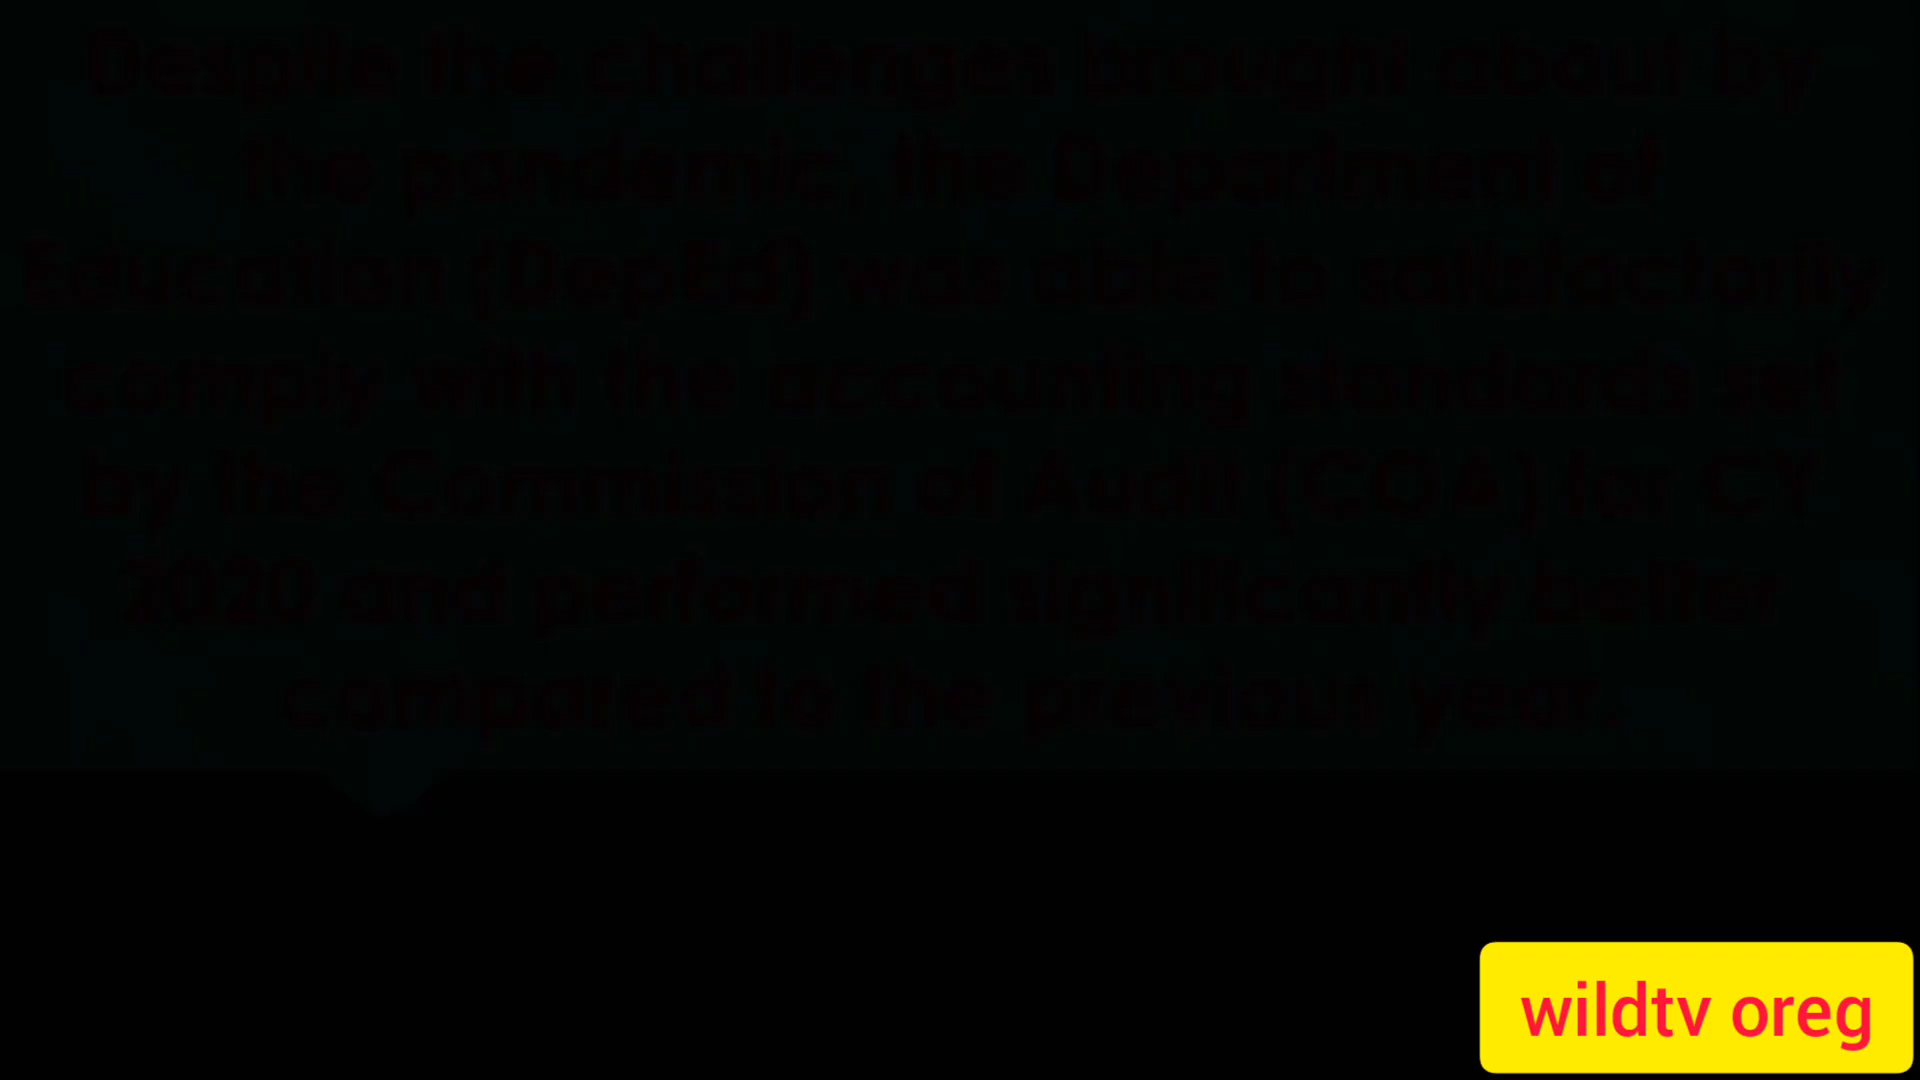 Despite the challenges brought about by
the pandemic, the Department of
Education (DepEd) was able to satisfactorily
comply with the accounting standards set
by the Commission of Audit (COA) for CY
2020 and performed significantly better
compared to the previous year.
wildtv oreg